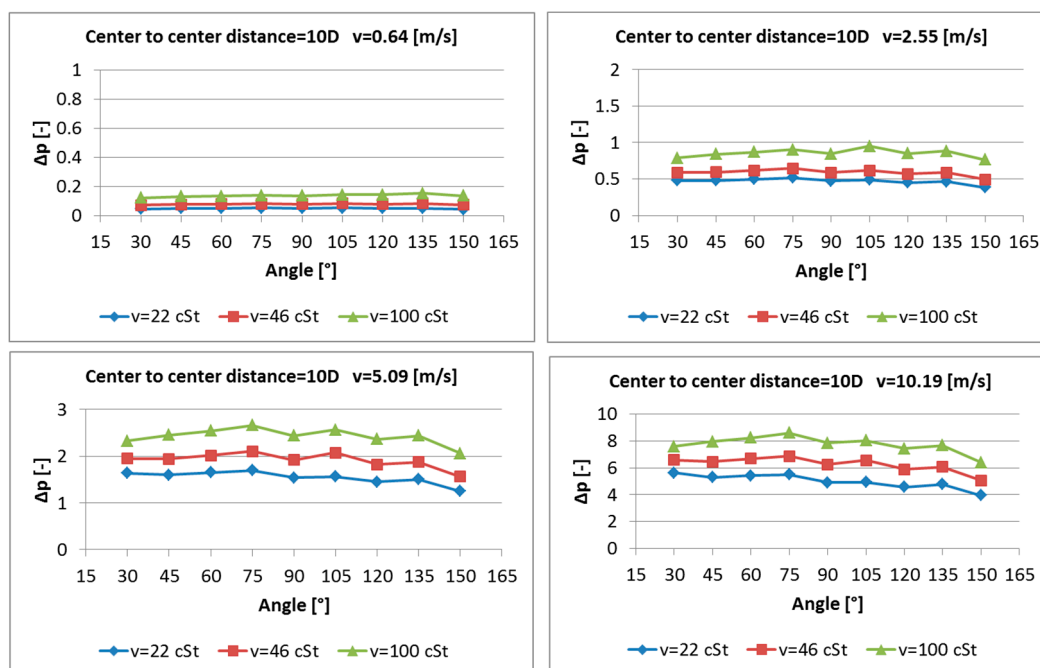 Center to center distance=10D v=0.64 [m/s]
1
0.8
0.6
0.4
0.2
0
Δp [-]
15 30 45 60 75 90 105 120 135 150 165
Angle [°]
v=22 cSt v=46 cSt v=100 cSt
Center to center distance=10D v=2.55 [m/s]
2
1.5
1
0.5
0
Δp [-]
15 30 45 60 75 90 105 120 135 150 165
Angle [°]
v=22 cSt v=46 cSt v=100 cSt
Center to center distance=10D v=5.09 [m/s]
3
2
1
0
Δp [-]
15 30 45 60 75 90 105 120 135 150 165
Angle [°]
v=22 cSt v=46 cSt v=100 cSt
Center to center distance=10D v=10.19 [m/s]
10
8
6
4
2
0
Δp [-]
15 30 45 60 75 90 105 120 135 150 165
Angle [°]
v=22 cSt v=46 cSt v=100 cSt